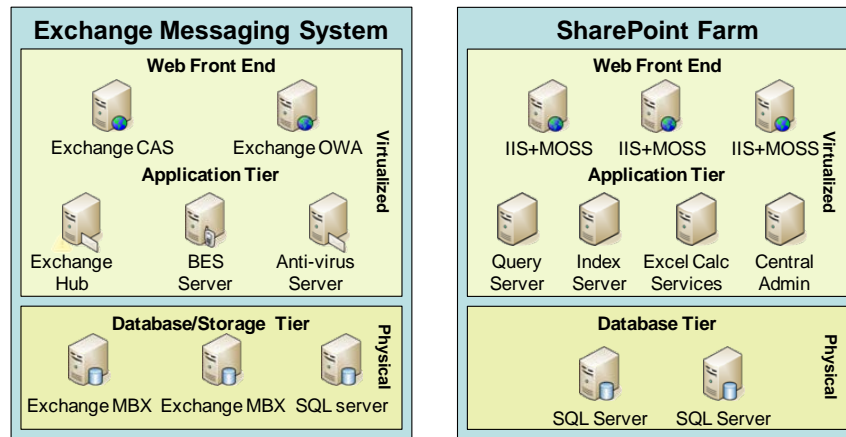 Exchange Messaging System
Web Front End
Exchange CAS
Exchange OWA
Application Tier
Exchange
Hub
BES
Server
Anti-virus
Server
Virtualized
Database/Storage Tier
Exchange MBX
Exchange MBX
SQL server
Physical
SharePoint Farm
Web Front End
IIS+MOSS
IIS+MOSS
IIS+MOSS
Application Tier
Query
Server
Index
Server
Excel Calc
Services
Central
Admin
Virtualized
Database Tier
SQL Server
SQL Server
Physical